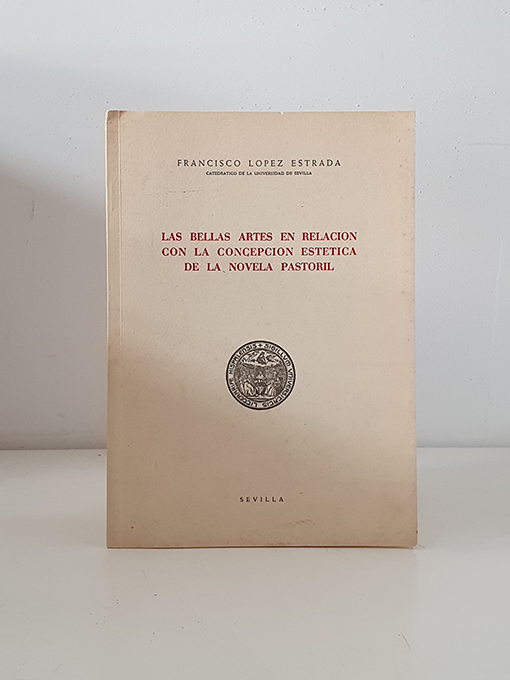 FRANCISCO LOPEZ ESTRADA
CATEDRATICO DE LA UNIVERSIDAD DE SEVILLA
LAS BELLAS ARTES EN RELACION
CON LA CONCEPCION ESTETICA
DE LA NOVELA PASTORIL
SEVILLA